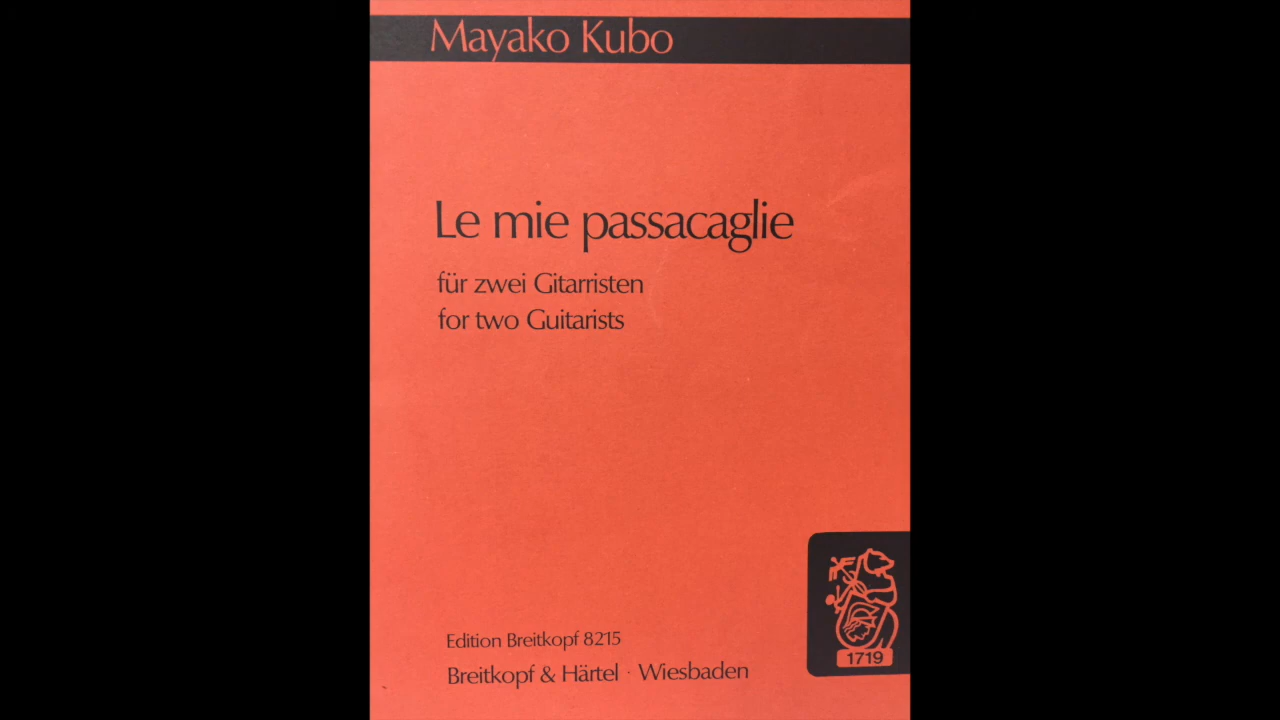 Mayako Kubo
Le mie passacaglie
für zwei Gitarristen
for two Guitarists
Edition Breitkopf 8215
Breitkopf & Härtel · Wiesbaden
1719